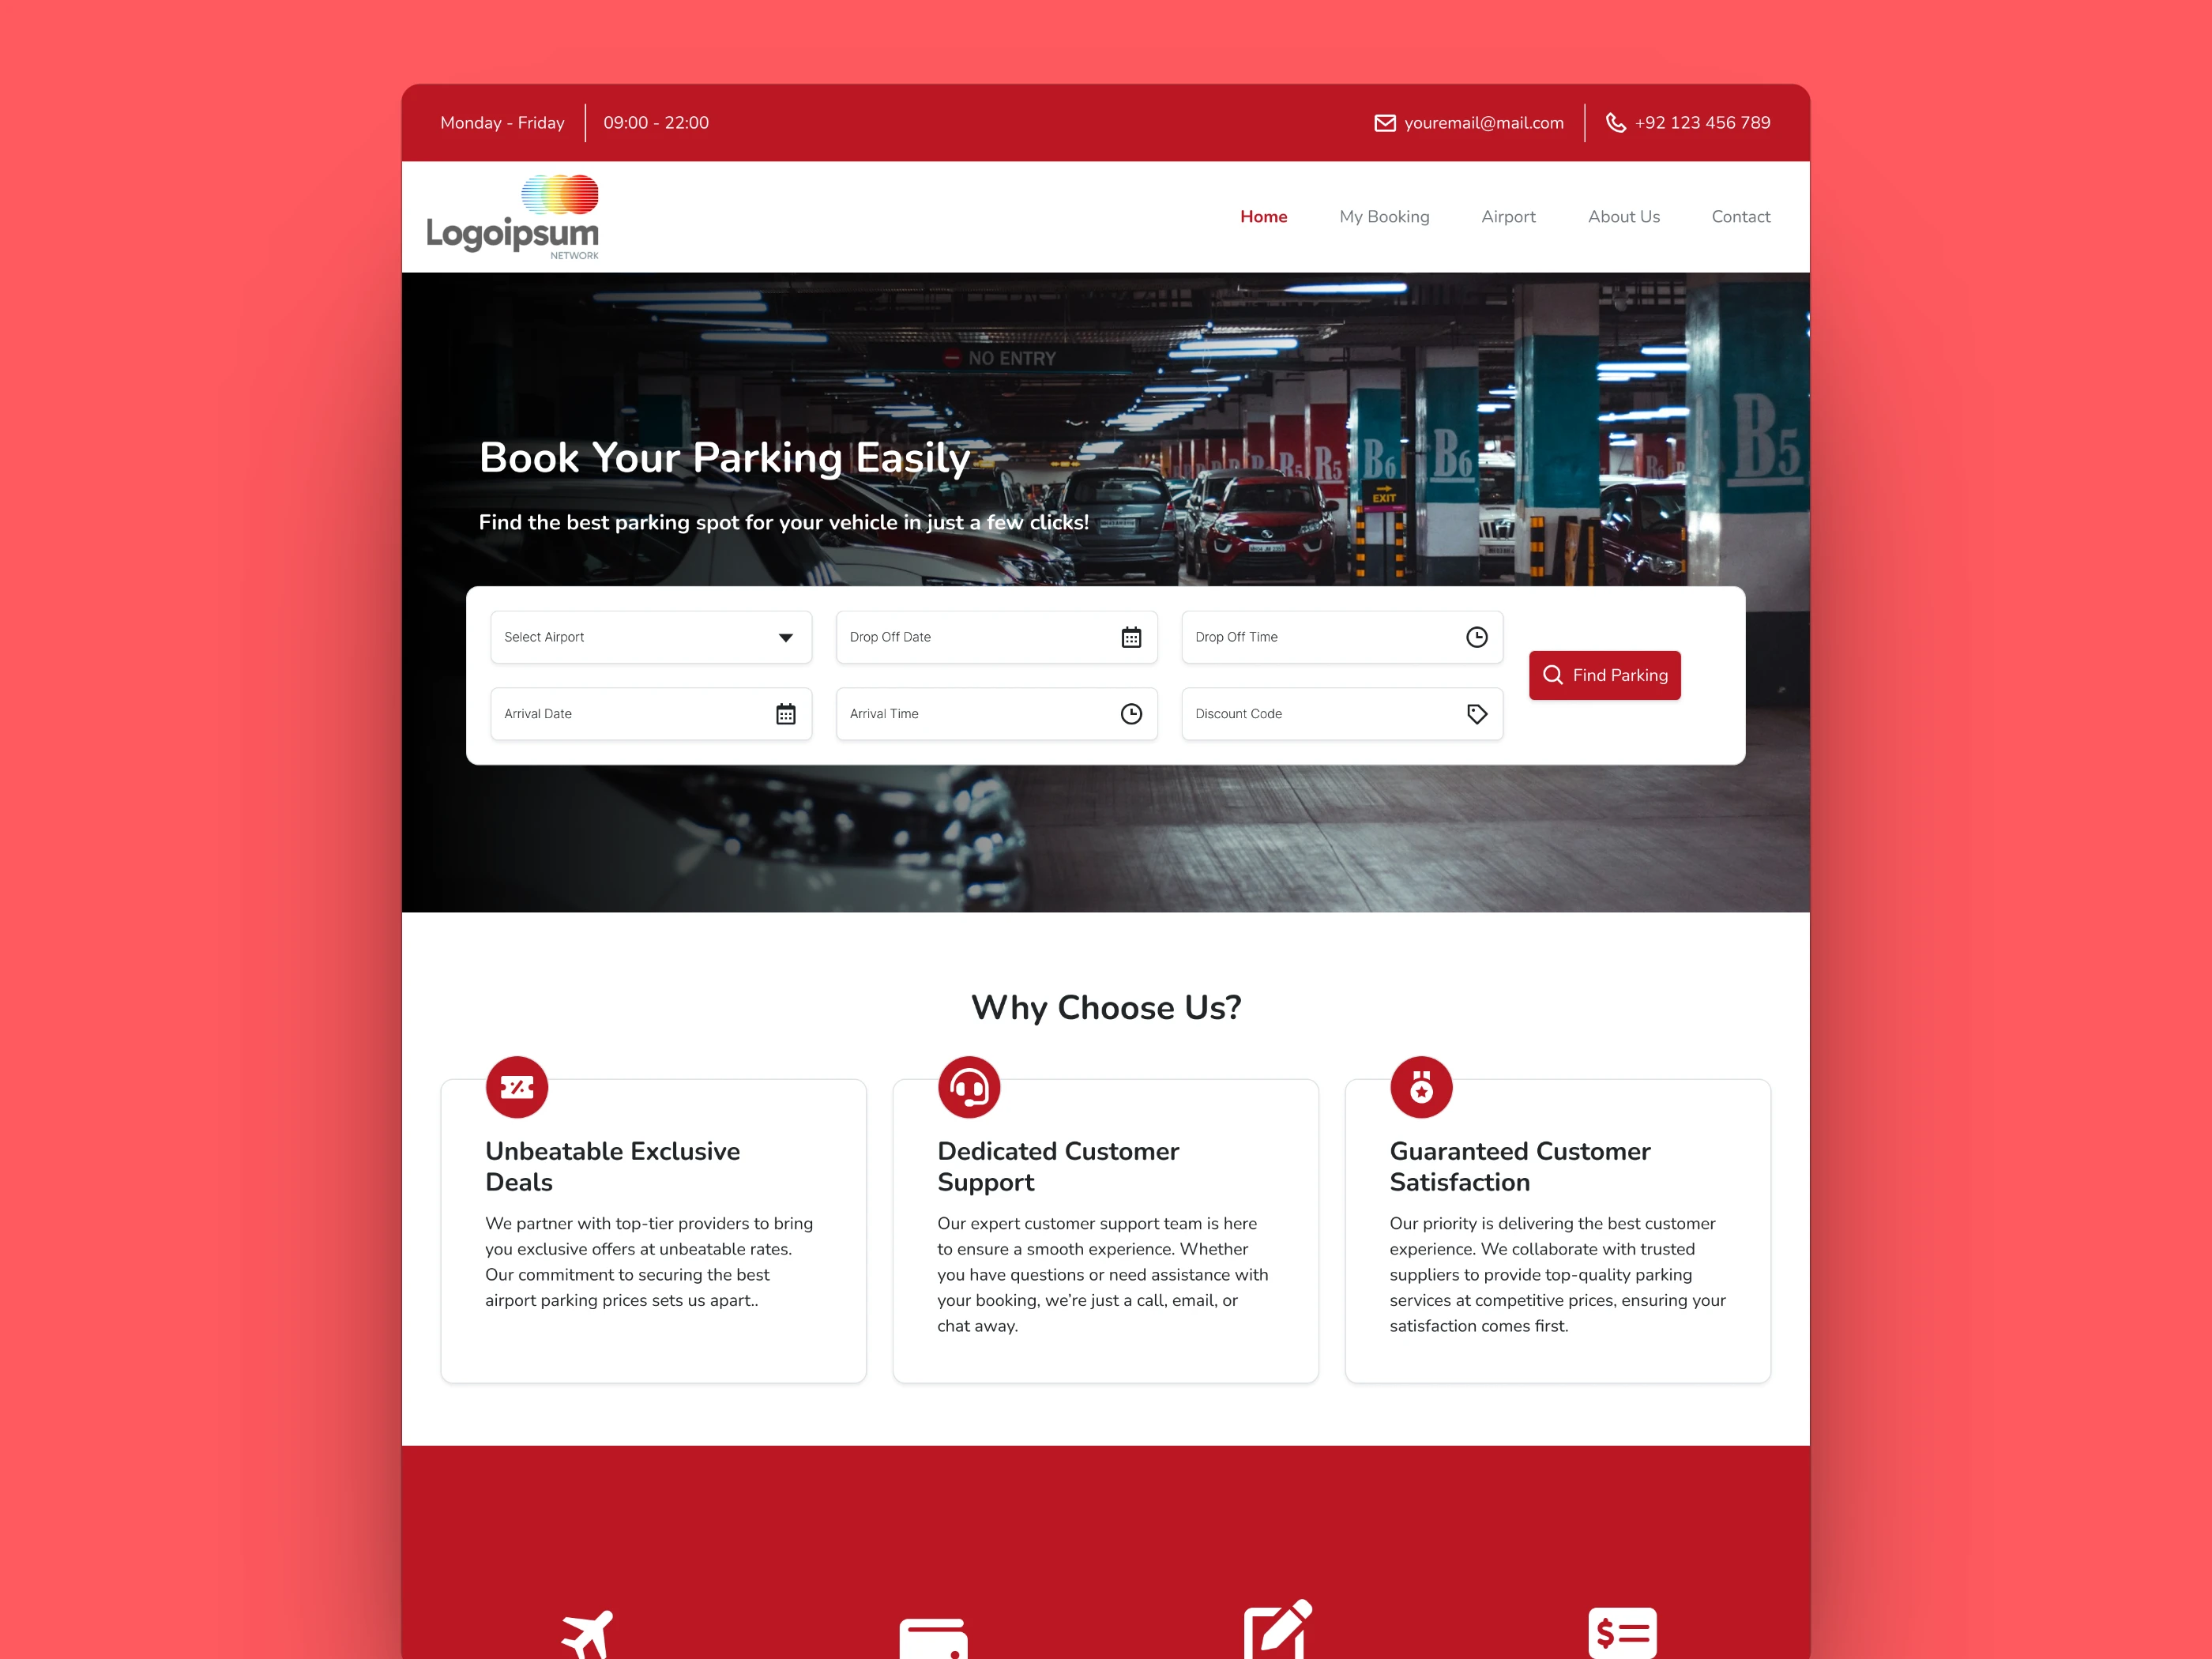 Monday - Friday
09:00 - 22:00
youremail@mail.com
+92 123 456 789
Logoipsum
NETWORK
Home
My Booking
Airport
About Us
Contact
NO ENTRY
B5
B6
B6
R5
R5
EXIT
Book Your Parking Easily
Find the best parking spot for your vehicle in just a few clicks!
Select Airport
Drop Off Date
Drop Off Time
Find Parking
Arrival Date
Arrival Time
Discount Code
Why Choose Us?
Unbeatable Exclusive
Deals
We partner with top-tier providers to bring
you exclusive offers at unbeatable rates.
Our commitment to securing the best
airport parking prices sets us apart..
Dedicated Customer
Support
Our expert customer support team is here
to ensure a smooth experience. Whether
you have questions or need assistance with
your booking, we’re just a call, email, or
chat away.
Guaranteed Customer
Satisfaction
Our priority is delivering the best customer
experience. We collaborate with trusted
suppliers to provide top-quality parking
services at competitive prices, ensuring your
satisfaction comes first.